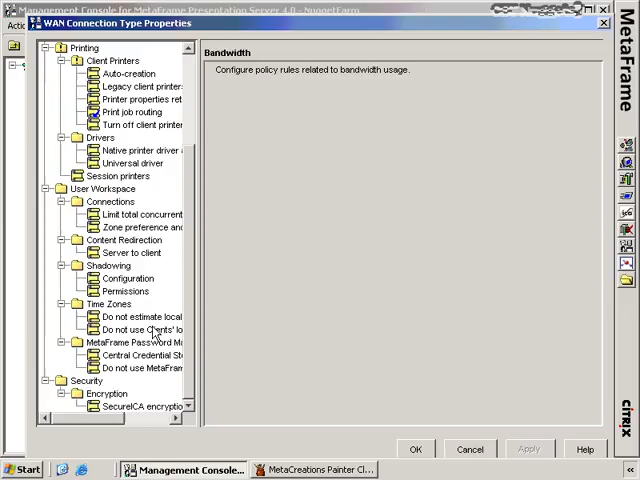 Management Console for MetaFrame Presentation Server 4.0 - NuggetFarm
WAN Connection Type Properties
Actio
Printing
Client Printers
Auto-creation
Legacy client printers
Printer properties ret
Print job routing
Turn off client printer
Drivers
Native printer driver a
Universal driver
Session printers
User Workspace
Connections
Limit total concurrent
Zone preference and
Content Redirection
Server to client
Shadowing
Configuration
Permissions
Time Zones
Do not estimate local
Do not use Clients' lo
MetaFrame Password Ma
Central Credential Sto
Do not use MetaFram
Security
Encryption
SecureICA encryptio
Bandwidth
Configure policy rules related to bandwidth usage.
OK
Cancel
Apply
Help
MetaFrame
CITRIX
Start
Management Console...
MetaCreations Painter Cl...